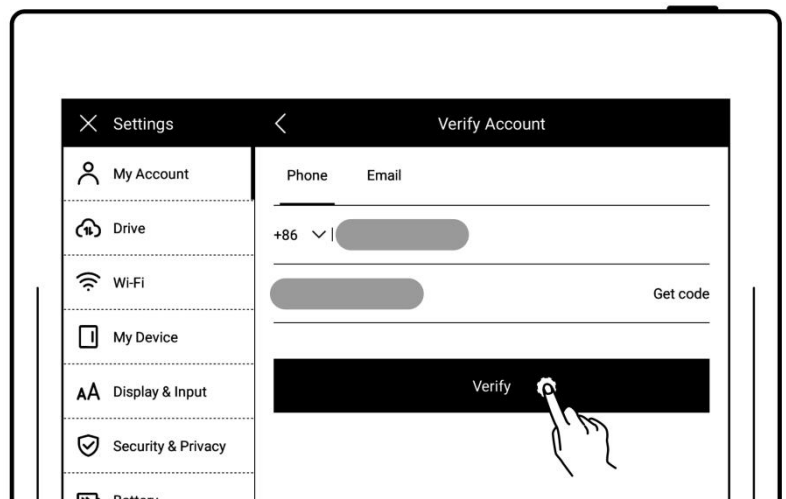 Settings
Verify Account
My Account
Phone Email
Drive
+86
Wi-Fi
Get code
My Device
Verify
Display & Input
Security & Privacy
Battery